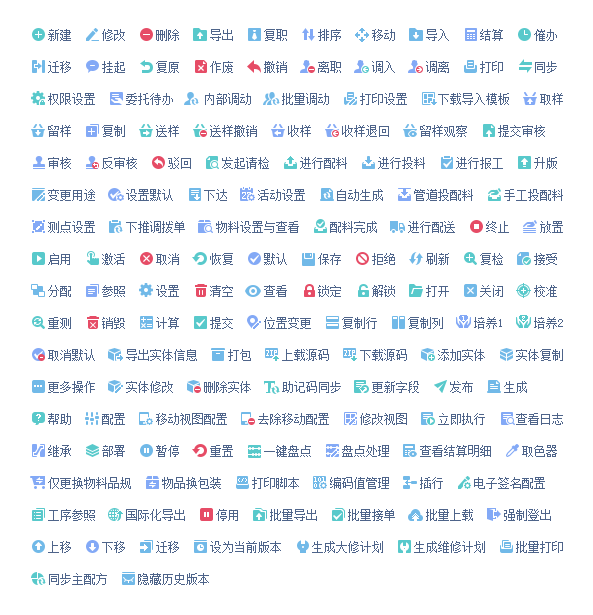 新建 修改 删除 导出 复职 排序 移动 导入 结算 催办
迁移 挂起 复原 作废 撤销 离职 调入 调离 打印 同步
权限设置 委托待办 内部调动 批量调动 打印设置 下载导入模板 取样
留样 复制 送样 送样撤销 收样 收样退回 留样观察 提交审核
审核 反审核 驳回 发起请检 进行配料 进行投料 进行报工 升版
变更用途 设置默认 下达 活动设置 自动生成 管道投配料 手工投配料
测点设置 下推调拨单 物料设置与查看 配料完成 进行配送 终止 放置
启用 激活 取消 恢复 默认 保存 拒绝 刷新 复检 接受
分配 参照 设置 清空 查看 锁定 解锁 打开 关闭 校准
重测 销毁 计算 提交 位置变更 复制行 复制列 培养1 培养2
取消默认 导出实体信息 打包 上载源码 下载源码 添加实体 实体复制
更多操作 实体修改 删除实体 助记码同步 更新字段 发布 生成
帮助 配置 移动视图配置 去除移动配置 修改视图 立即执行 查看日志
继承 部署 暂停 重置 一键盘点 盘点处理 查看结算明细 取色器
仅更换物料品规 物品换包装 打印脚本 编码值管理 插行 电子签名配置
工序参照 国际化导出 停用 批量导出 批量接单 批量上载 强制登出
上移 下移 迁移 设为当前版本 生成大修计划 生成维修计划 批量打印
同步主配方 隐藏历史版本